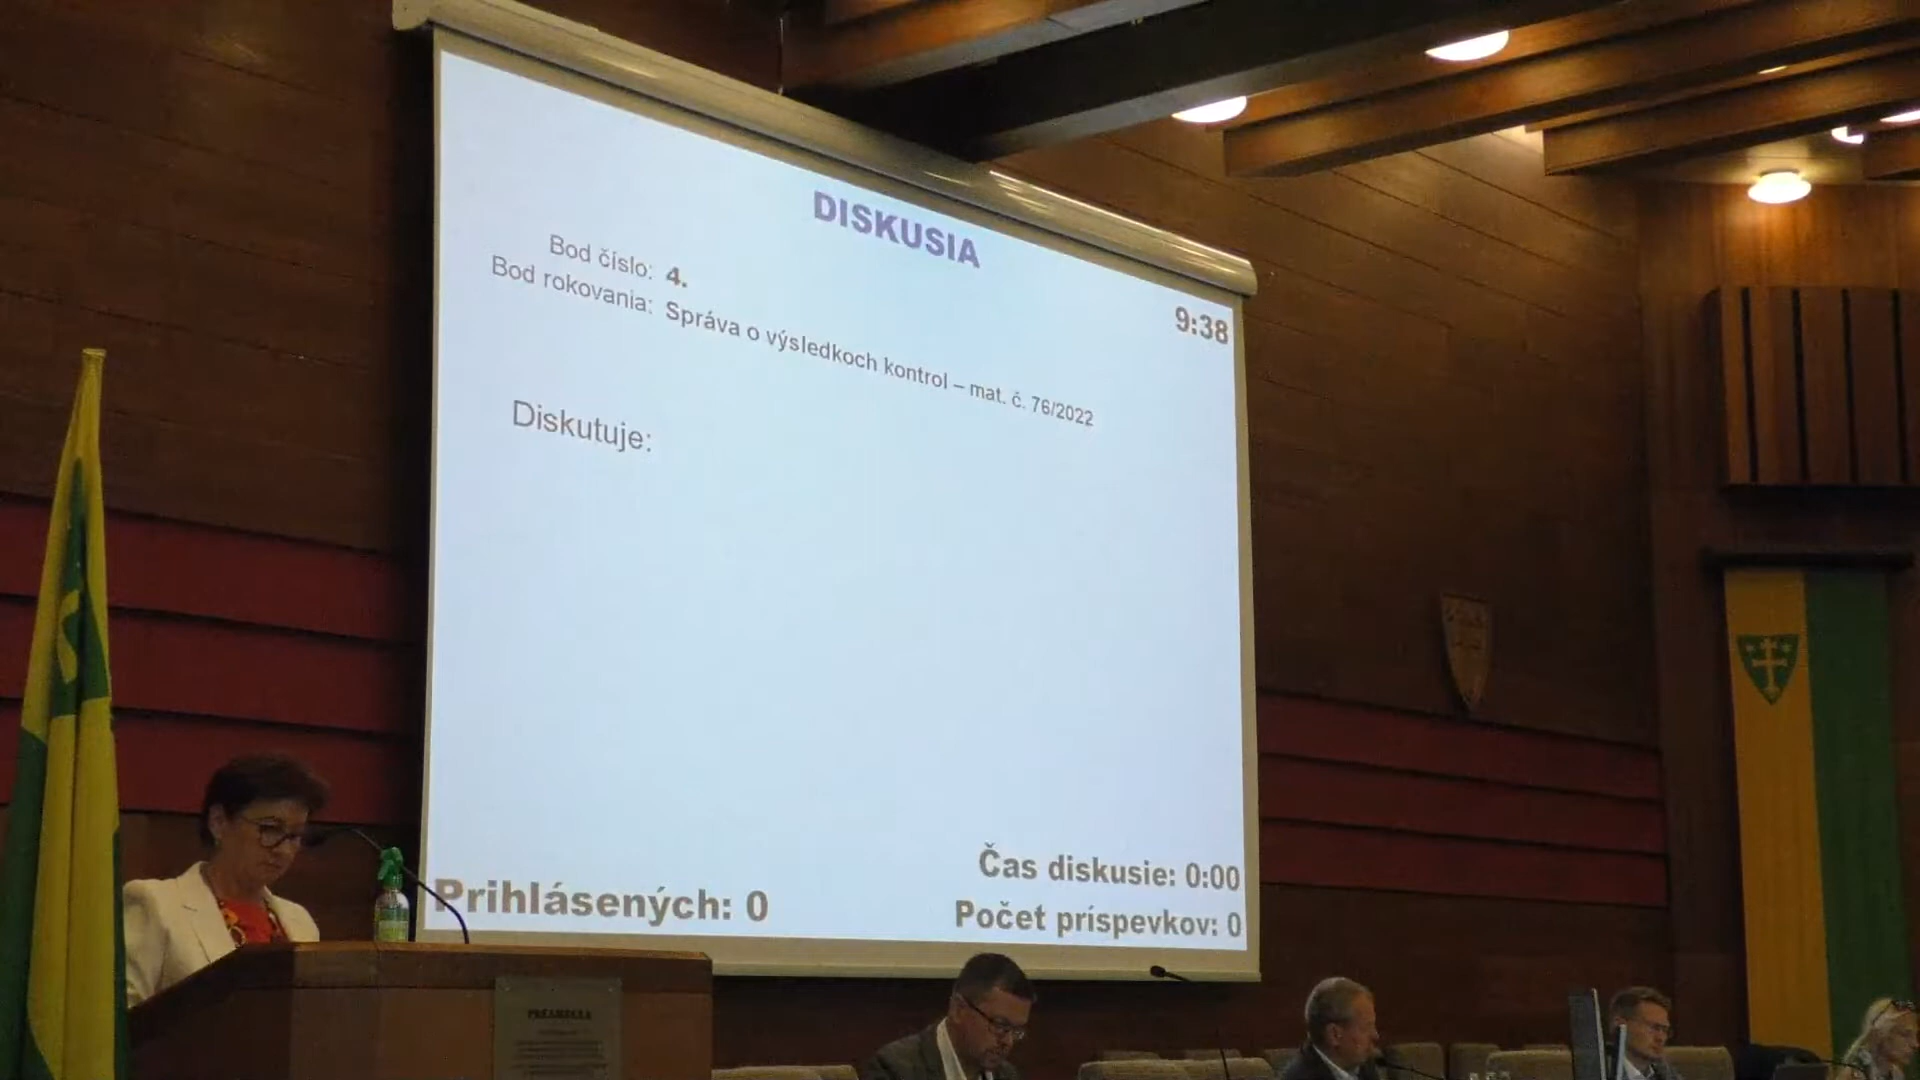 DISKUSIA
9:38
Bod číslo: 4.
Bod rokovania: Správa o výsledkoch kontrol – mat. č. 76/2022
Diskutuje:
Čas diskusie: 0:00
Prihlásených: 0
Počet príspevkov: 0
PREAMBULA